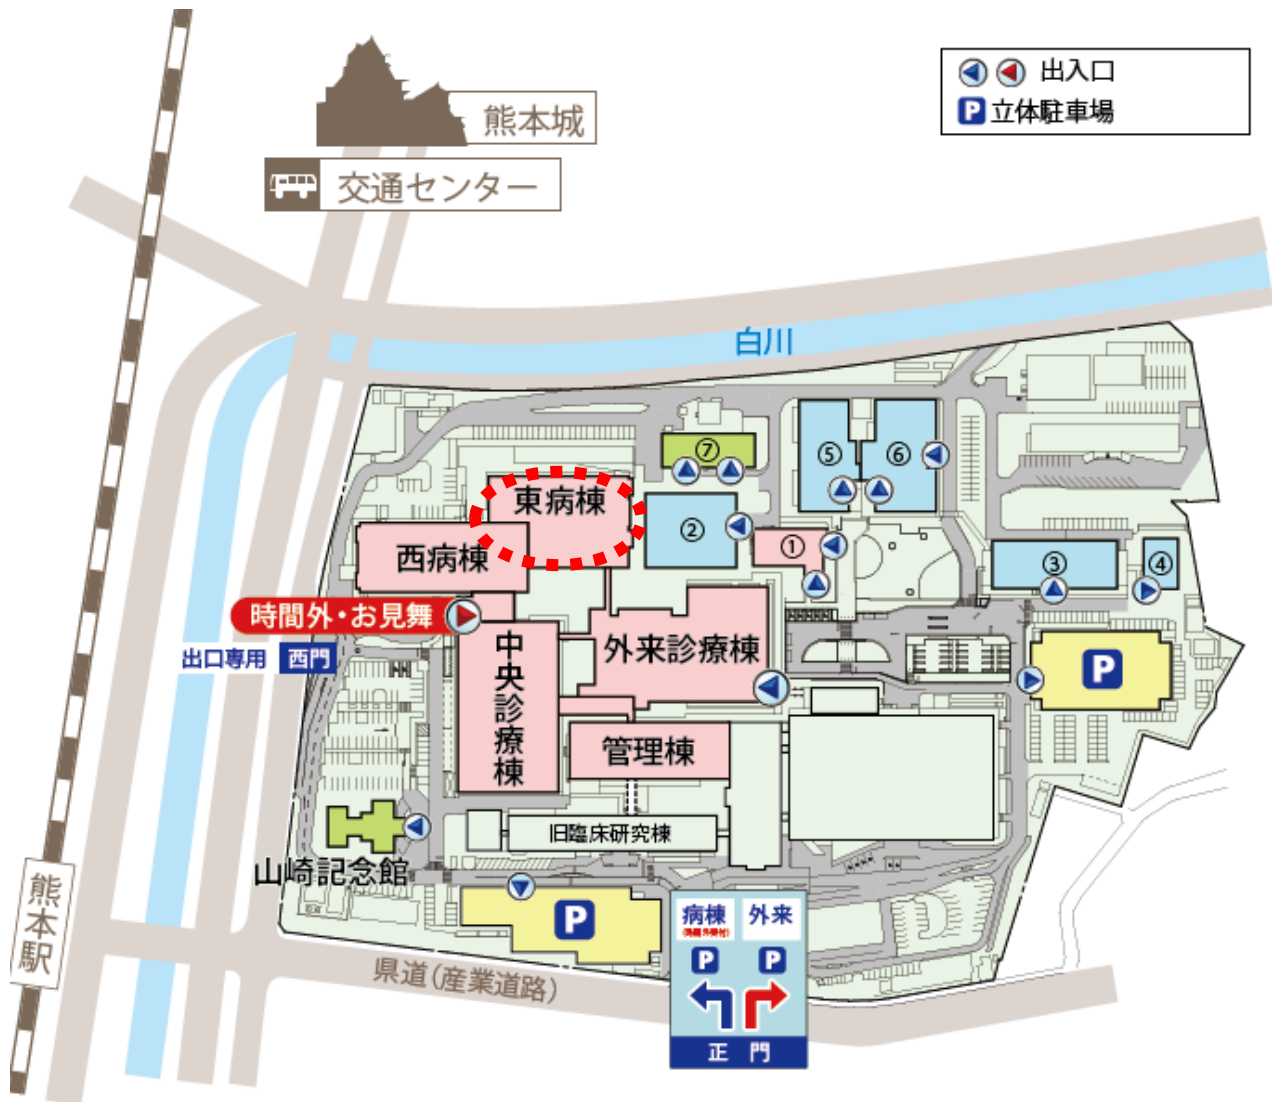 出入口
P 立体駐車場
熊本城
交通センター
白川
⑦
⑤
⑥
東病棟
②
①
西病棟
③
④
時間外・お見舞
外来診療棟
中央診療棟
出口専用 西門
P
管理棟
旧臨床研究棟
山崎記念館
熊本駅
P
病棟 外来
P P
県道(産業道路)
正門